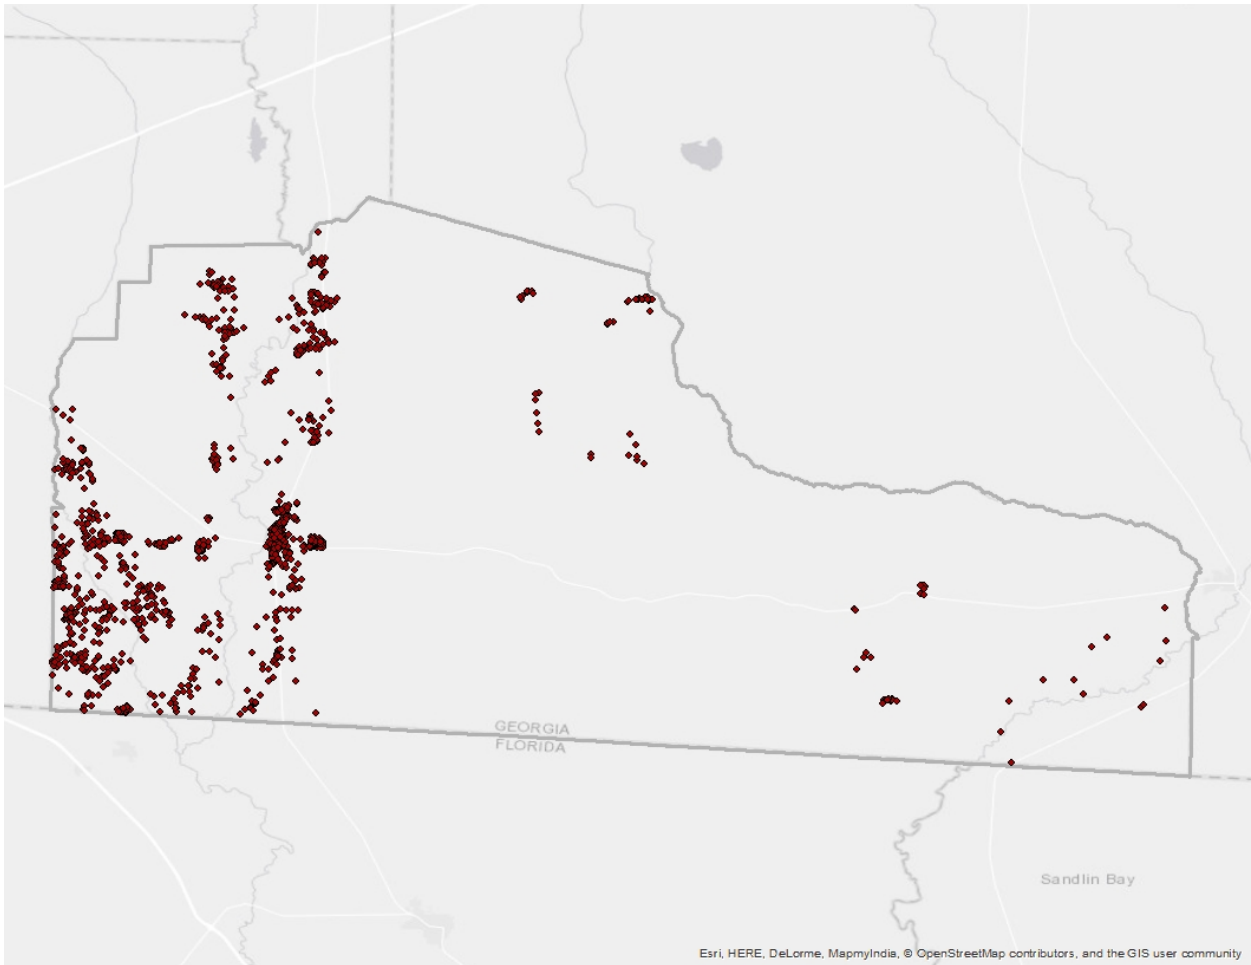 GEORGIA
FLORIDA
Sandlin Bay
Esri, HERE, DeLorme, MapmyIndia, © OpenStreetMap contributors, and the GIS user community